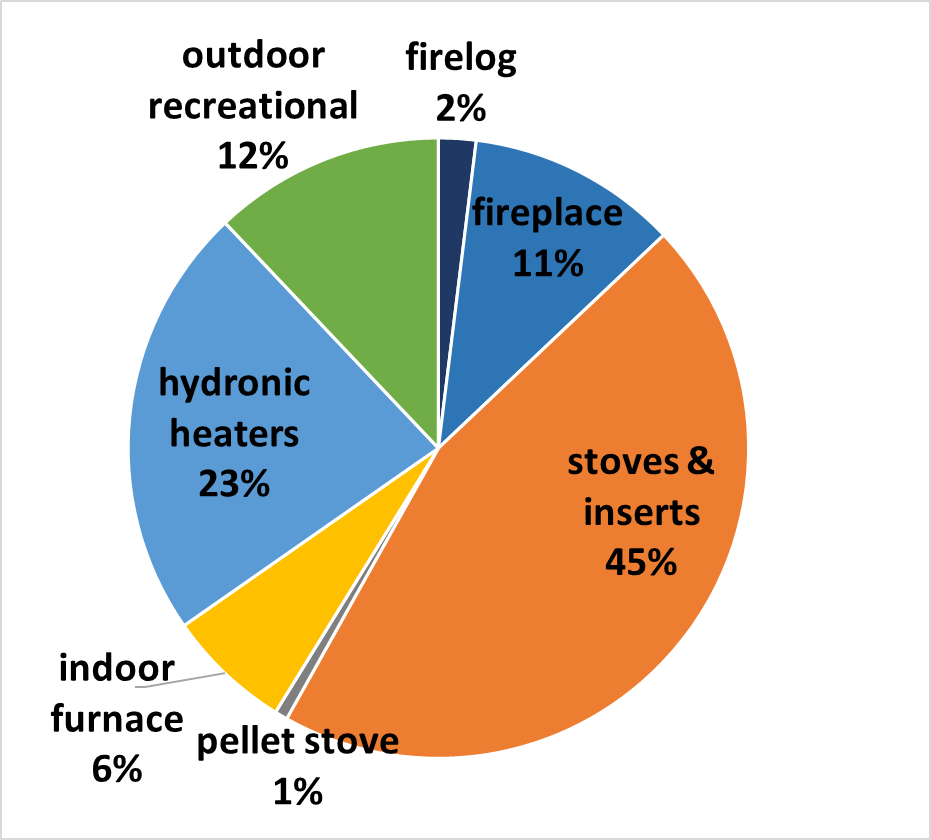 outdoor
recreational
12%
firelog
2%
fireplace
11%
hydronic
heaters
23%
stoves &
inserts
45%
indoor
furnace
6%
pellet stove
1%